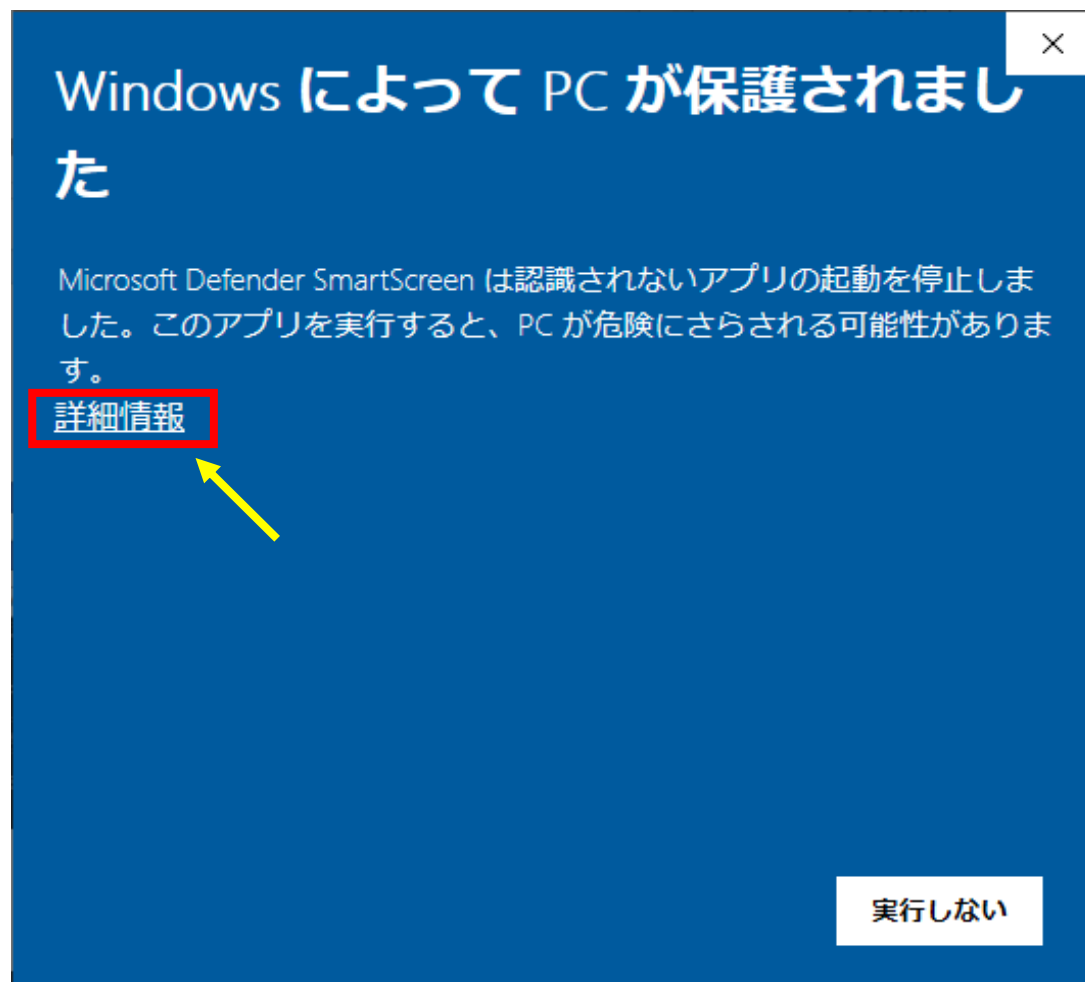 Windows によって PC が保護されまし
た
Microsoft Defender SmartScreen は認識されないアプリの起動を停止しま
した。このアプリを実行すると、PC が危険にさらされる可能性がありま
す。
詳細情報
実行しない